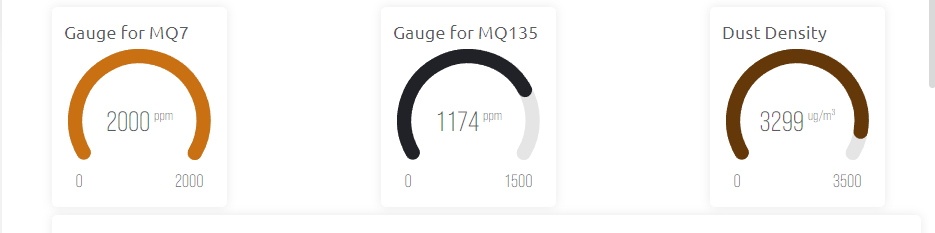 Gauge for MQ7
2000 ppm
0 2000
Gauge for MQ135
1174 ppm
0 1500
Dust Density
3299 ug/m³
0 3500